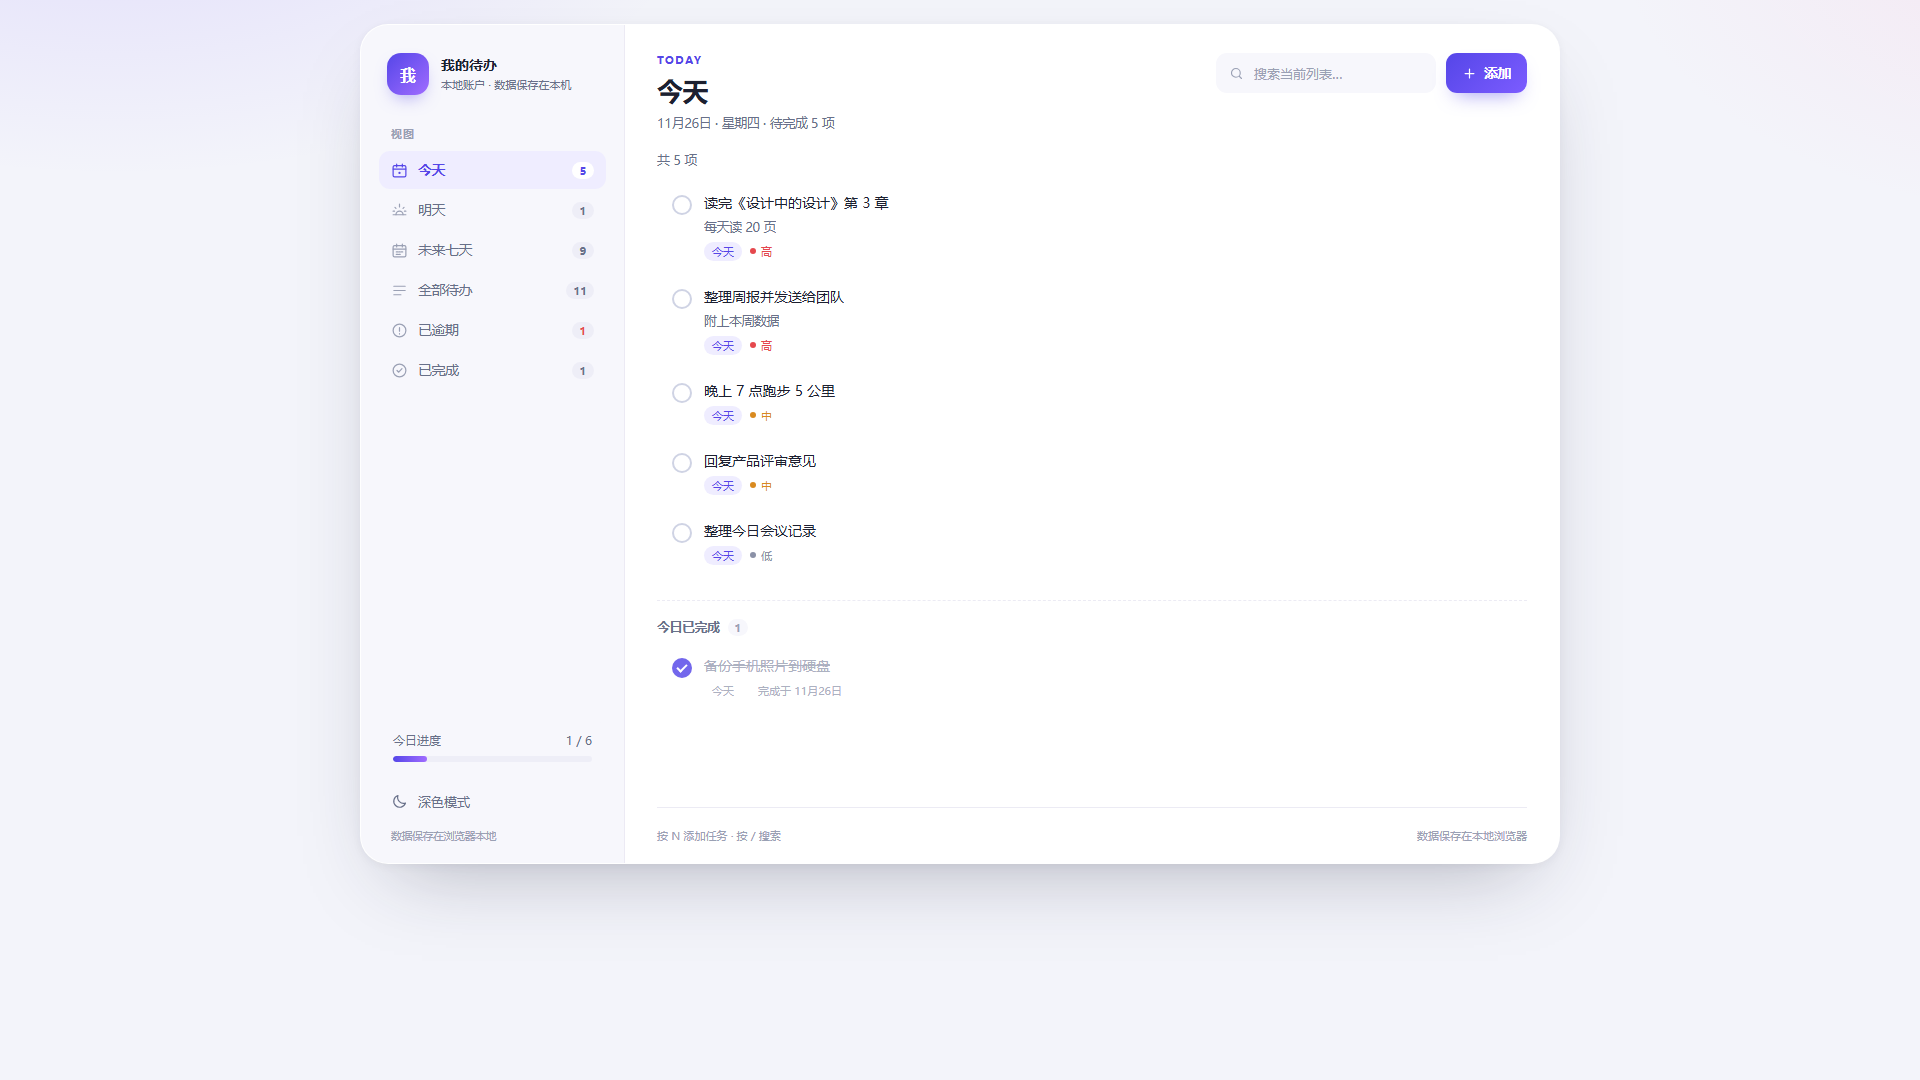 我
我的待办
本地账户 · 数据保存在本机
视图
今天 5
明天 1
未来七天 9
全部待办 11
已逾期 1
已完成 1
今日进度 1 / 6
深色模式
数据保存在浏览器本地
TODAY
今天
11月26日 · 星期四 · 待完成 5 项
搜索当前列表...
添加
共 5 项
读完《设计中的设计》第 3 章
每天读 20 页
今天 高
整理周报并发送给团队
附上本周数据
今天 高
晚上 7 点跑步 5 公里
今天 中
回复产品评审意见
今天 中
整理今日会议记录
今天 低
今日已完成 1
备份手机照片到硬盘
今天 完成于 11月26日
按 N 添加任务 · 按 / 搜索
数据保存在本地浏览器